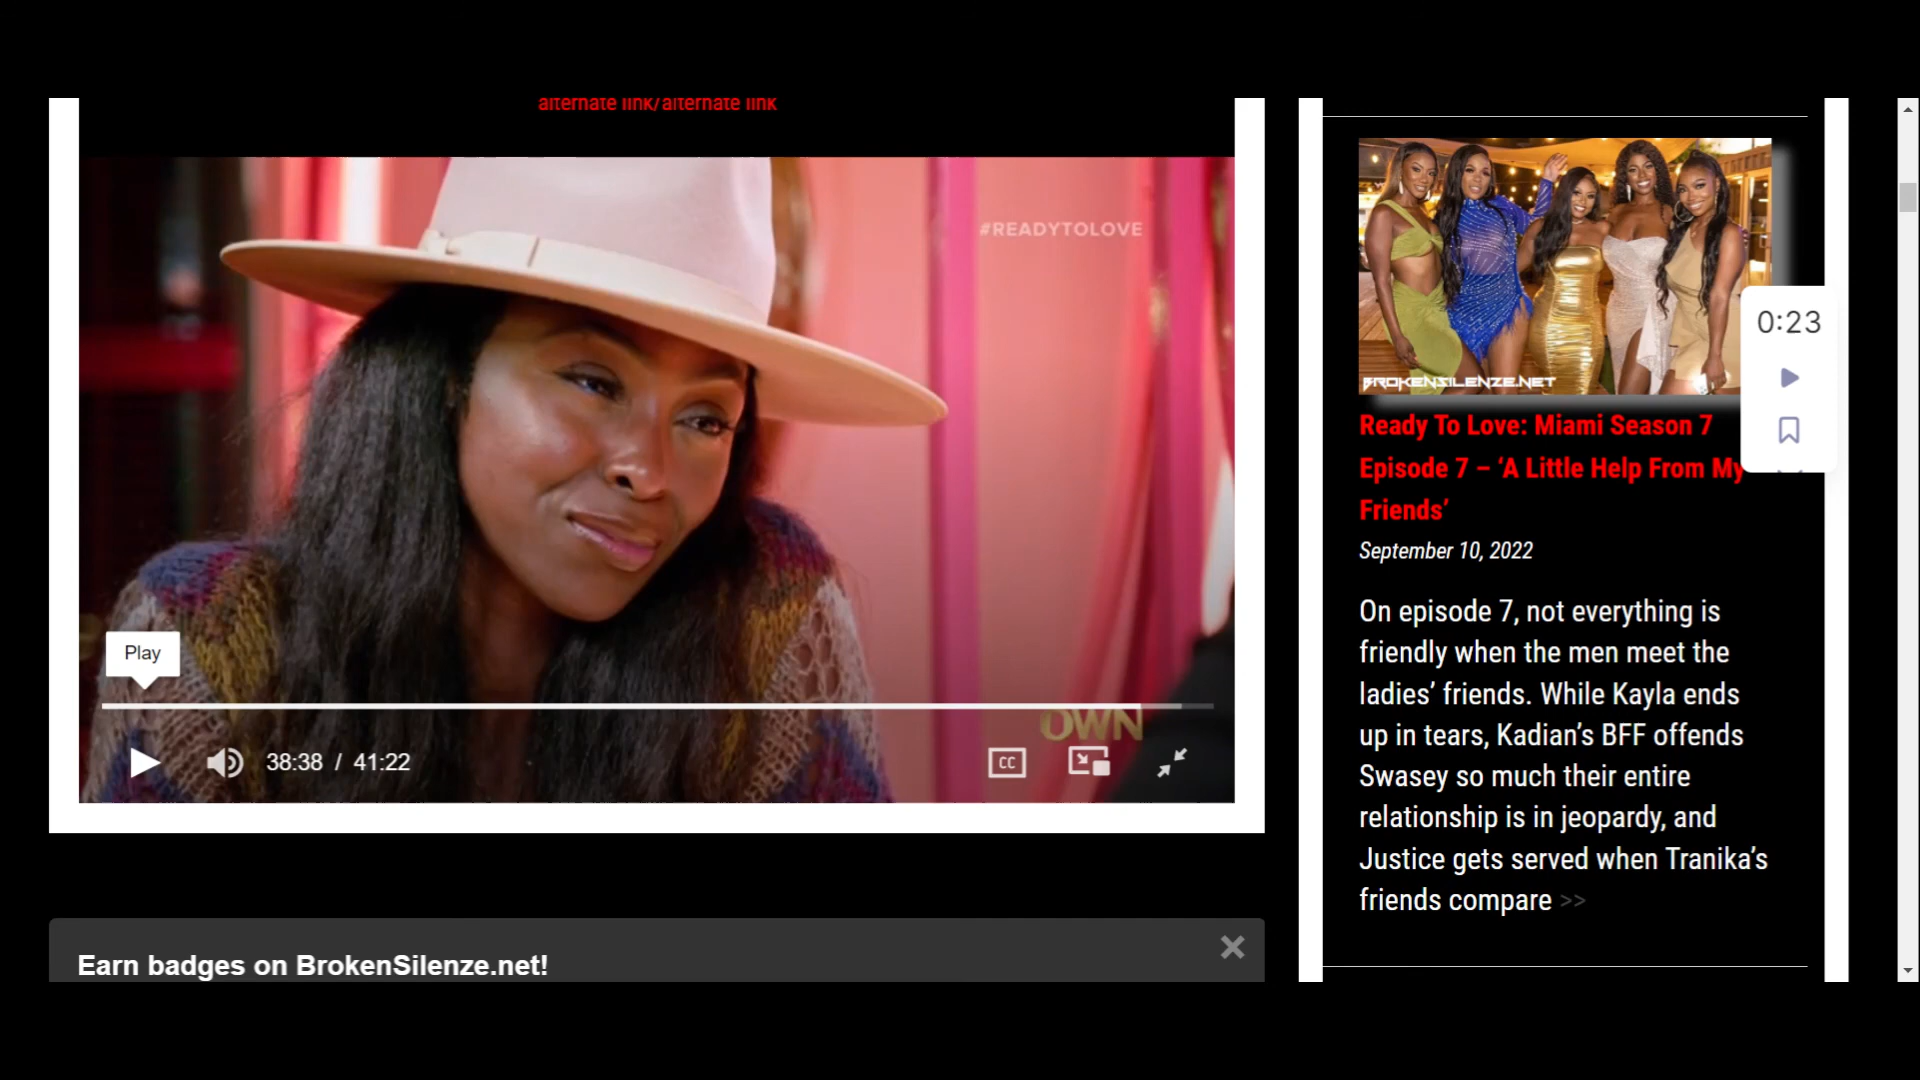 alternate link/alternate link
#READYTOLOVE
Play
OWN
38:38 / 41:22
CC
Earn badges on BrokenSilenze.net!
BROKENSILENZE.NET
0:23
Ready To Love: Miami Season 7
Episode 7 – ‘A Little Help From My
Friends’
September 10, 2022
On episode 7, not everything is
friendly when the men meet the
ladies’ friends. While Kayla ends
up in tears, Kadian’s BFF offends
Swasey so much their entire
relationship is in jeopardy, and
Justice gets served when Tranika’s
friends compare >>